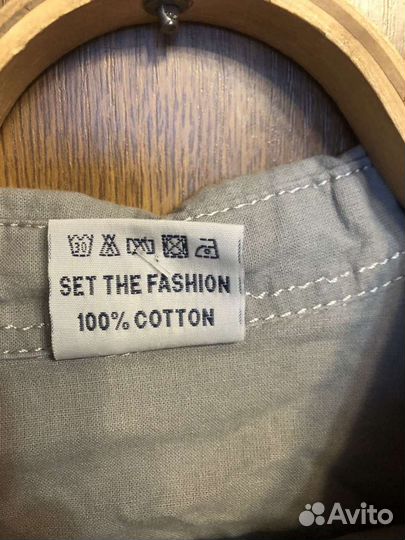 30
SET THE FASHION
100% COTTON
Avito